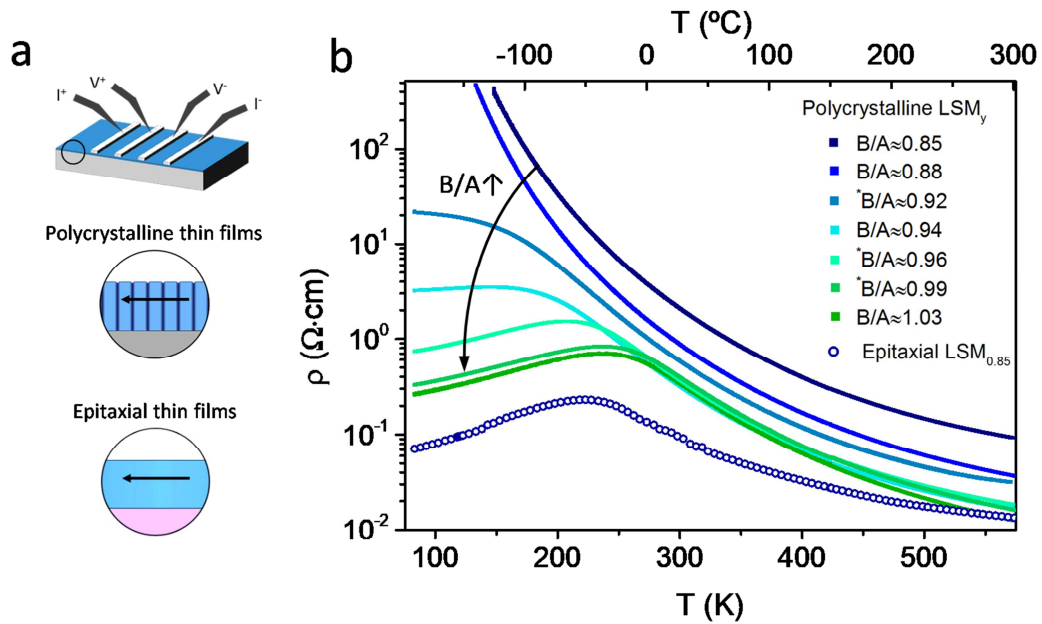 a
I⁺
V⁺
V⁻
I⁻
Polycrystalline thin films
Epitaxial thin films
b
T (ºC)
-100
0
100
200
300
ρ (Ω·cm)
10²
10¹
10⁰
10⁻¹
10⁻²
B/A↑
Polycrystalline LSMy
B/A≈0.85
B/A≈0.88
*B/A≈0.92
B/A≈0.94
*B/A≈0.96
*B/A≈0.99
B/A≈1.03
Epitaxial LSM0.85
100
200
300
400
500
T (K)